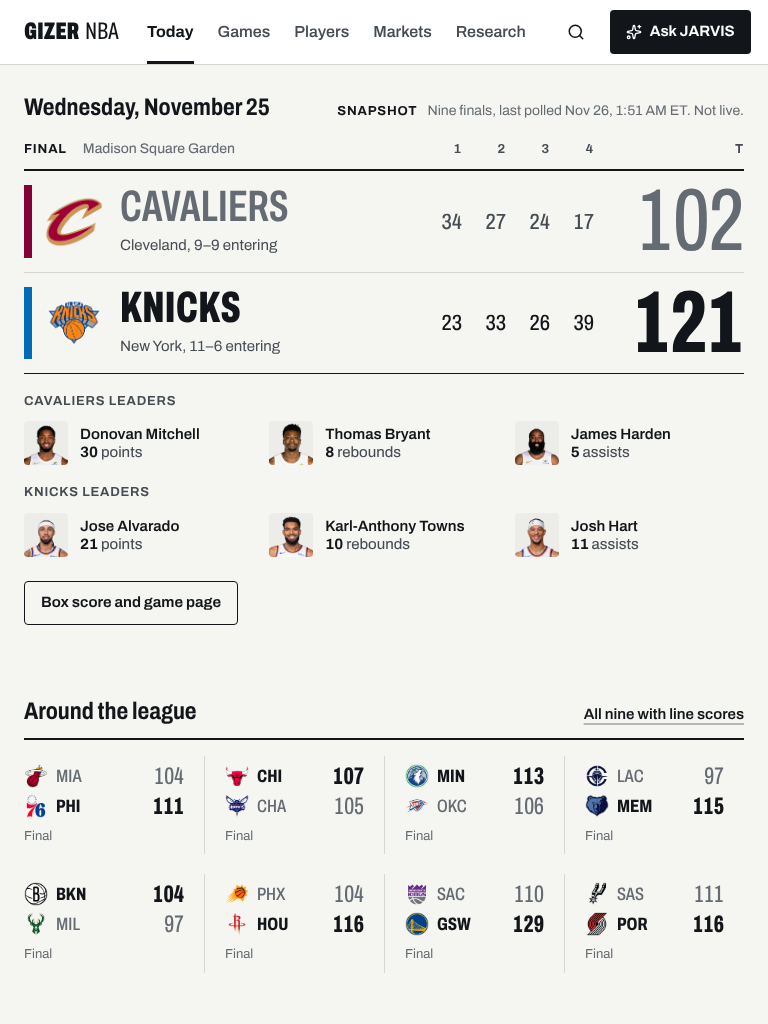 GIZER NBA Today Games Players Markets Research Ask JARVIS
Wednesday, November 25 SNAPSHOT Nine finals, last polled Nov 26, 1:51 AM ET. Not live.
FINAL Madison Square Garden 1 2 3 4 T
CAVALIERS 34 27 24 17 102
Cleveland, 9–9 entering
KNICKS 23 33 26 39 121
New York, 11–6 entering
CAVALIERS LEADERS
Donovan Mitchell Thomas Bryant James Harden
30 points 8 rebounds 5 assists
KNICKS LEADERS
Jose Alvarado Karl-Anthony Towns Josh Hart
21 points 10 rebounds 11 assists
Box score and game page
Around the league All nine with line scores
MIA 104 CHI 107 MIN 113 LAC 97
PHI 111 CHA 105 OKC 106 MEM 115
Final Final Final Final
BKN 104 PHX 104 SAC 110 SAS 111
MIL 97 HOU 116 GSW 129 POR 116
Final Final Final Final